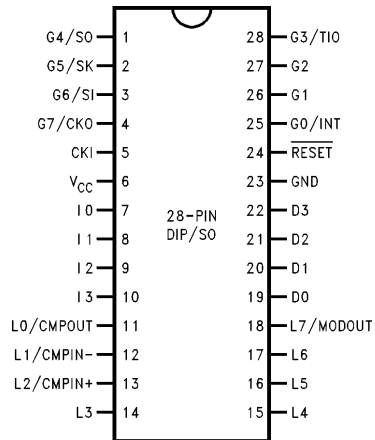 G4/SO 1 28 G3/TIO
G5/SK 2 27 G2
G6/SI 3 26 G1
G7/CKO 4 25 G0/INT
CKI 5 24 RESET
VCC 6 23 GND
I0 7 22 D3
28-PIN
I1 8 21 D2
DIP/SO
I2 9 20 D1
I3 10 19 D0
L0/CMPOUT 11 18 L7/MODOUT
L1/CMPIN- 12 17 L6
L2/CMPIN+ 13 16 L5
L3 14 15 L4